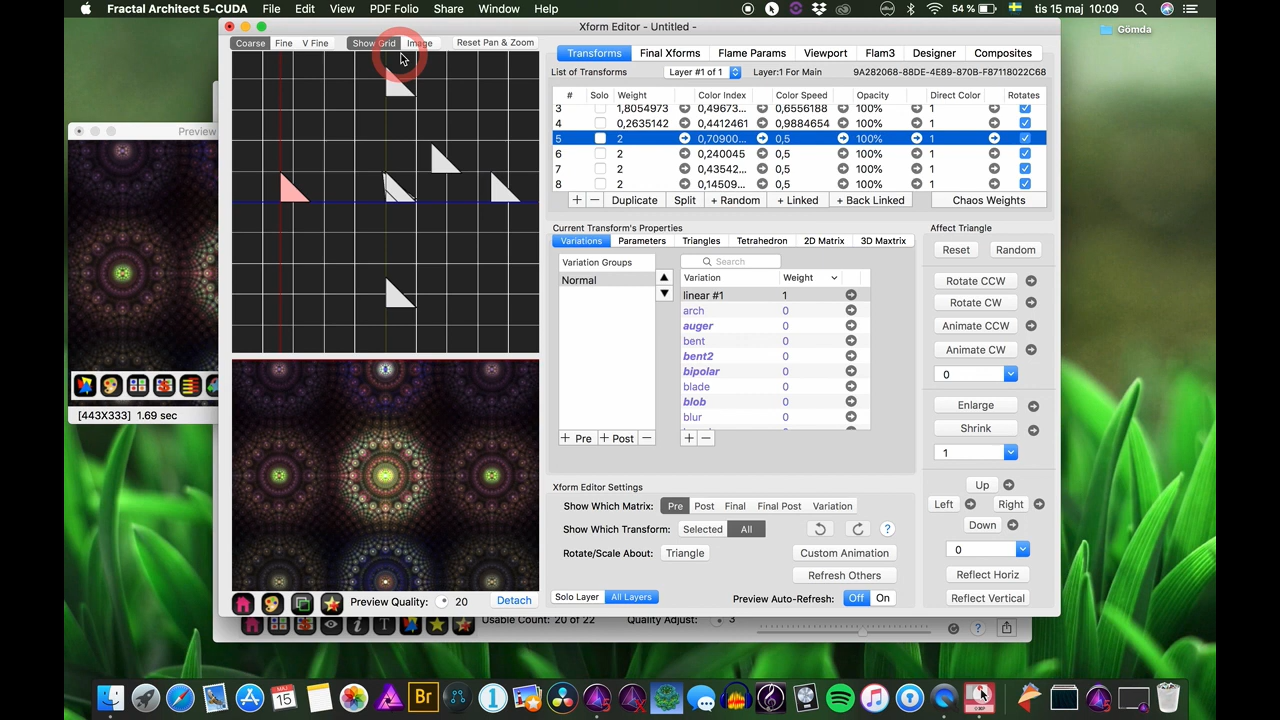 Fractal Architect 5-CUDA File Edit View PDF Folio Share Window Help 54 % tis 15 maj 10:09
Gömda
Xform Editor - Untitled -
Coarse Fine V Fine Show Grid Image Reset Pan & Zoom
Transforms Final Xforms Flame Params Viewport Flam3 Designer Composites
List of Transforms Layer #1 of 1 Layer:1 For Main 9A282068-88DE-4E89-870B-F87118022C68
# Solo Weight Color Index Color Speed Opacity Direct Color Rotates
3 1,8054973 0,49673... 0,6556188 100% 1
4 0,2635142 0,4412461 0,9884654 100% 1
5 2 0,70900... 0,5 100% 1
6 2 0,240045 0,5 100% 1
7 2 0,43542... 0,5 100% 1
8 2 0,14509... 0,5 100% 1
+ − Duplicate Split + Random + Linked + Back Linked Chaos Weights
Preview
Current Transform's Properties Affect Triangle
Variations Parameters Triangles Tetrahedron 2D Matrix 3D Maxtrix
Reset Random
Variation Groups Search
Normal
Variation Weight
linear #1 1
arch 0
auger 0
bent 0
bent2 0
bipolar 0
blade 0
blob 0
blur 0
+ Pre + Post − + −
Rotate CCW
Rotate CW
Animate CCW
Animate CW
0
Enlarge
Shrink
1
Up
Left Right
Down
0
Reflect Horiz
Reflect Vertical
[443X333] 1.69 sec
Xform Editor Settings
Show Which Matrix: Pre Post Final Final Post Variation
Show Which Transform: Selected All ?
Rotate/Scale About: Triangle Custom Animation
Refresh Others
Solo Layer All Layers Preview Auto-Refresh: Off On
Preview Quality: 20 Detach
Usable Count: 20 of 22 Quality Adjust: 3 ?
MAJ
15
Br